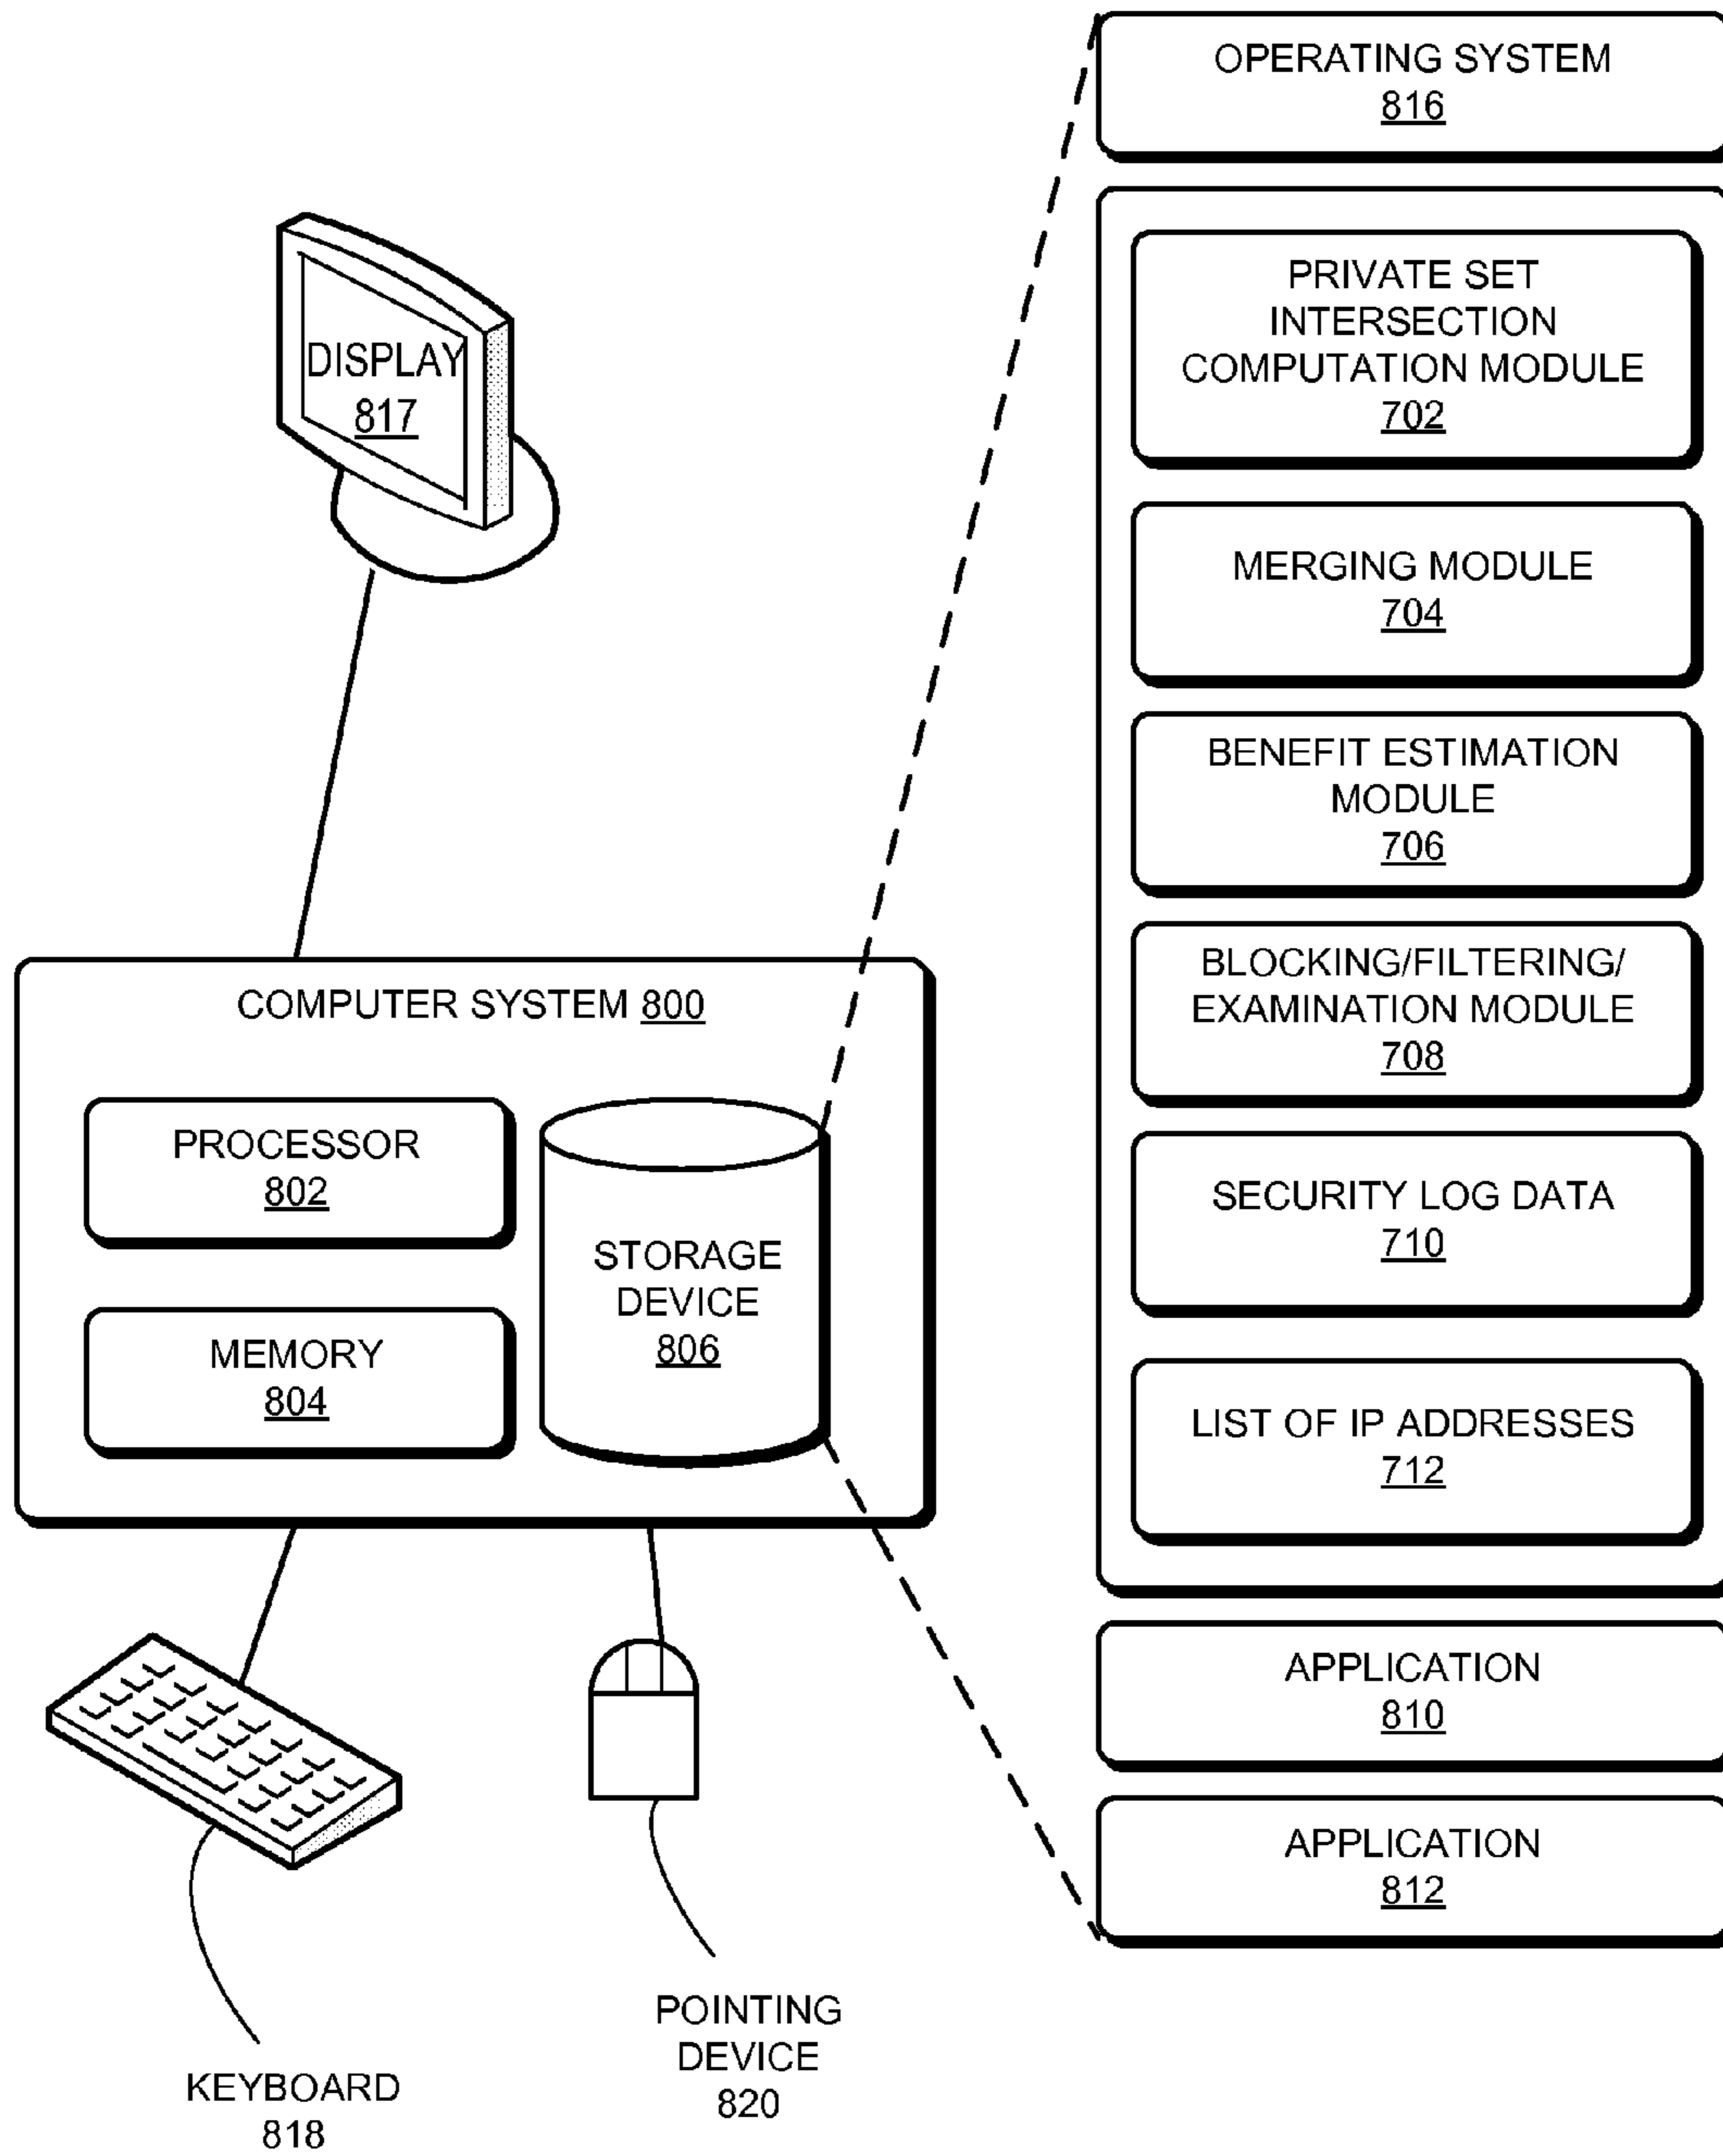 OPERATING SYSTEM
816
PRIVATE SET
INTERSECTION
COMPUTATION MODULE
702
MERGING MODULE
704
BENEFIT ESTIMATION
MODULE
706
BLOCKING/FILTERING/
EXAMINATION MODULE
708
SECURITY LOG DATA
710
LIST OF IP ADDRESSES
712
APPLICATION
810
APPLICATION
812
DISPLAY
817
COMPUTER SYSTEM 800
PROCESSOR
802
MEMORY
804
STORAGE
DEVICE
806
KEYBOARD
818
POINTING
DEVICE
820